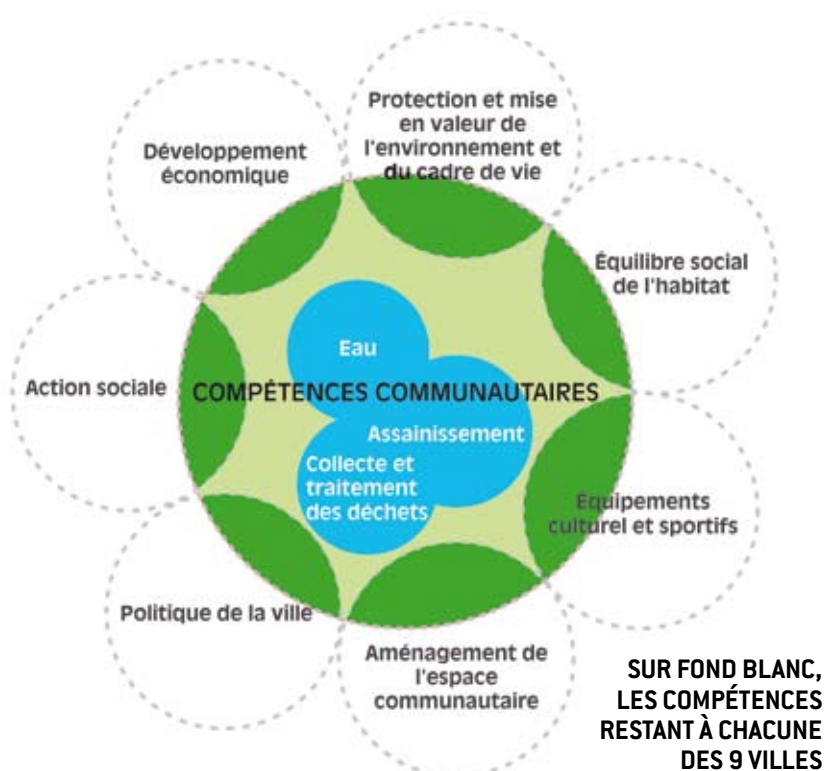 Protection et mise
en valeur de
l'environnement et
du cadre de vie
Développement
économique
Équilibre social
de l'habitat
Eau
Action sociale
COMPÉTENCES COMMUNAUTAIRES
Assainissement
Collecte et
traitement
des déchets
Équipements
culturel et sportifs
Politique de la ville
Aménagement de
l'espace
communautaire
SUR FOND BLANC,
LES COMPÉTENCES
RESTANT À CHACUNE
DES 9 VILLES